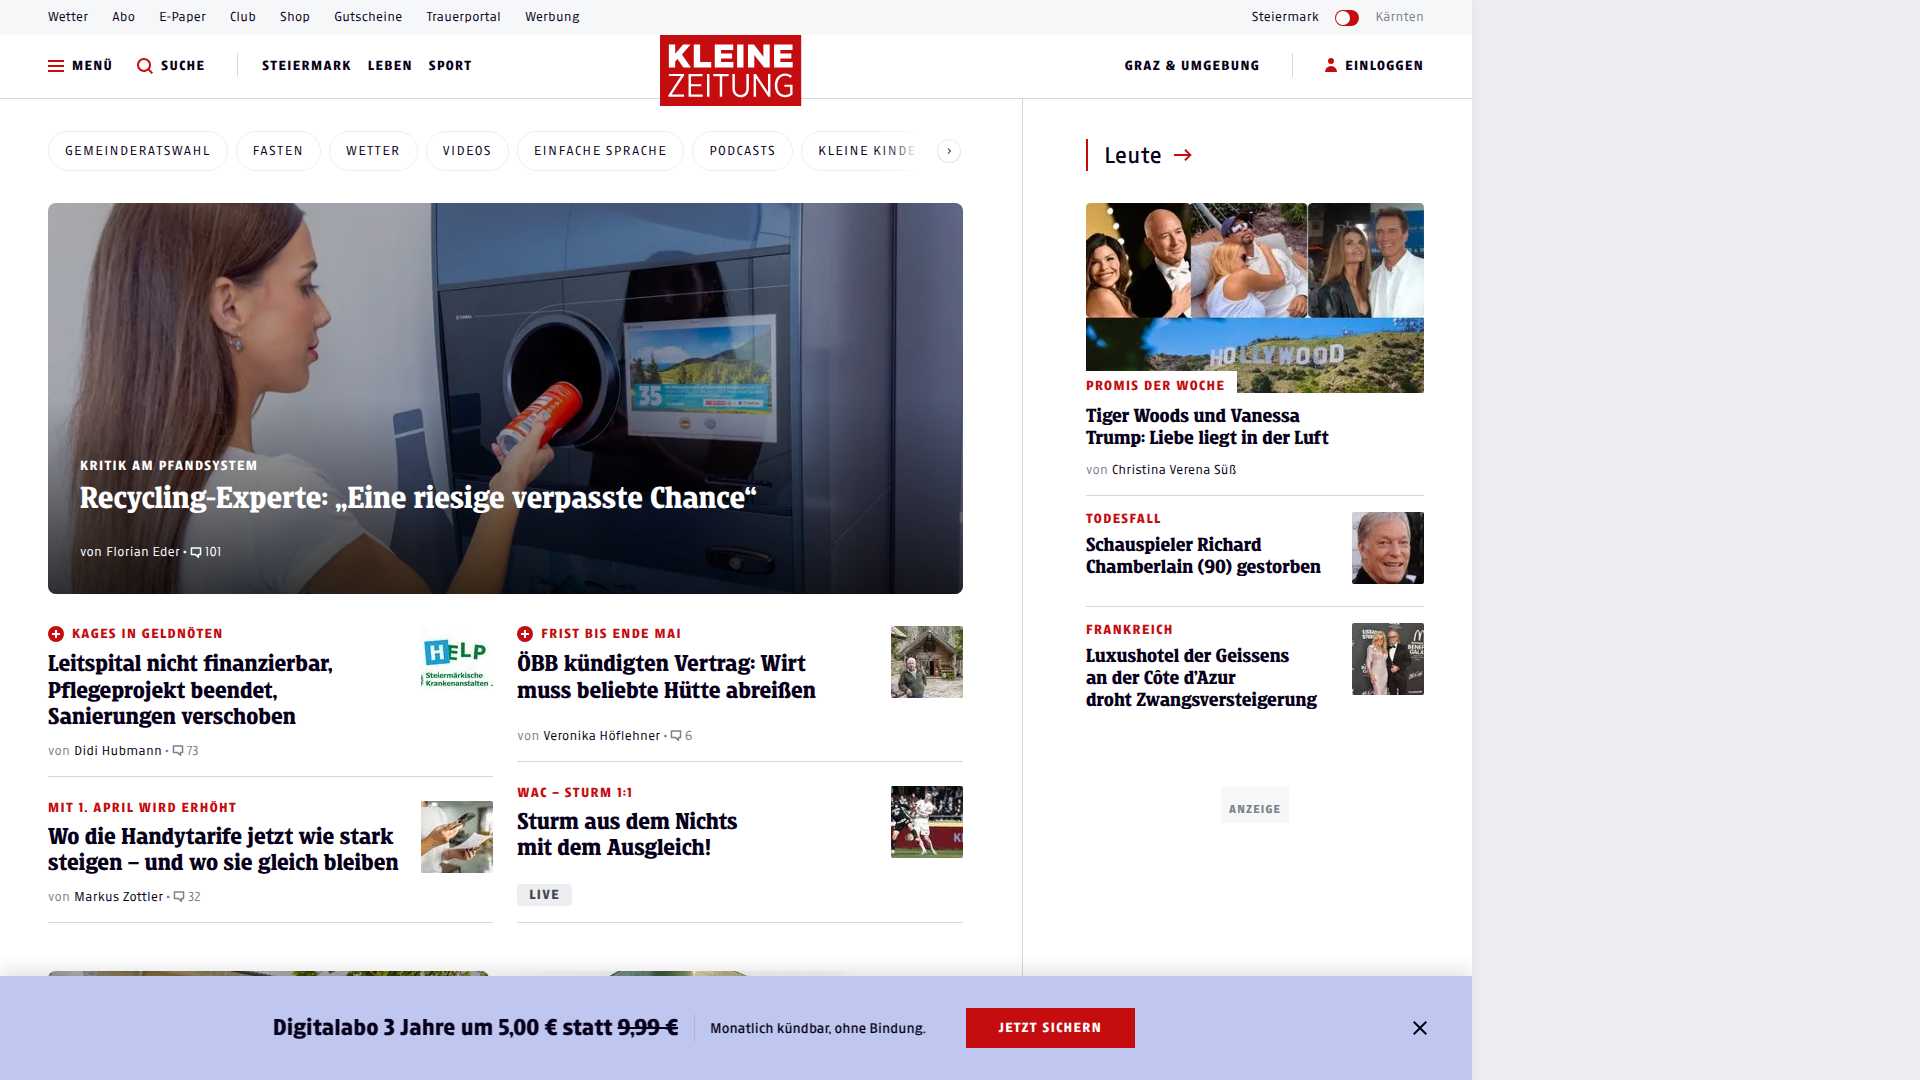 Wetter Abo E-Paper Club Shop Gutscheine Trauerportal Werbung Steiermark Kärnten
MENÜ SUCHE STEIERMARK LEBEN SPORT
KLEINE
ZEITUNG
GRAZ & UMGEBUNG EINLOGGEN
GEMEINDERATSWAHL FASTEN WETTER VIDEOS EINFACHE SPRACHE PODCASTS KLEINE KINDE
KRITIK AM PFANDSYSTEM
Recycling-Experte: „Eine riesige verpasste Chance“
von Florian Eder • 101
35
KAGES IN GELDNÖTEN
Leitspital nicht finanzierbar,
Pflegeprojekt beendet,
Sanierungen verschoben
von Didi Hubmann • 73
HELP
Steiermärkische
Krankenanstalten
MIT 1. APRIL WIRD ERHÖHT
Wo die Handytarife jetzt wie stark
steigen – und wo sie gleich bleiben
von Markus Zottler • 32
FRIST BIS ENDE MAI
ÖBB kündigten Vertrag: Wirt
muss beliebte Hütte abreißen
von Veronika Höflehner • 6
WAC – STURM 1:1
Sturm aus dem Nichts
mit dem Ausgleich!
LIVE
Leute
HOLLYWOOD
PROMIS DER WOCHE
Tiger Woods und Vanessa
Trump: Liebe liegt in der Luft
von Christina Verena Süß
TODESFALL
Schauspieler Richard
Chamberlain (90) gestorben
FRANKREICH
Luxushotel der Geissens
an der Côte d’Azur
droht Zwangsversteigerung
ANZEIGE
Digitalabo 3 Jahre um 5,00 € statt 9,99 € Monatlich kündbar, ohne Bindung. JETZT SICHERN